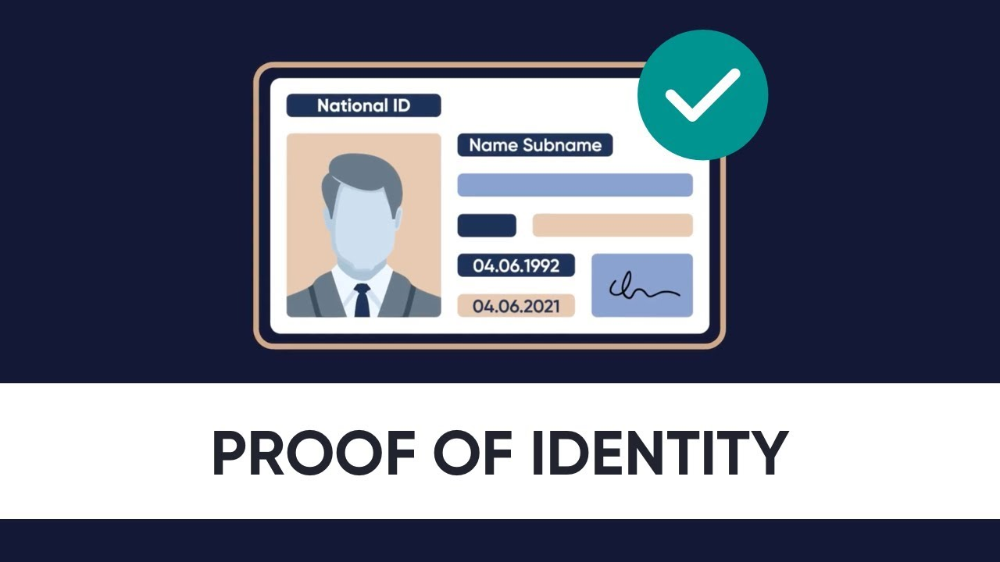 National ID
Name Subname
04.06.1992
04.06.2021
PROOF OF IDENTITY